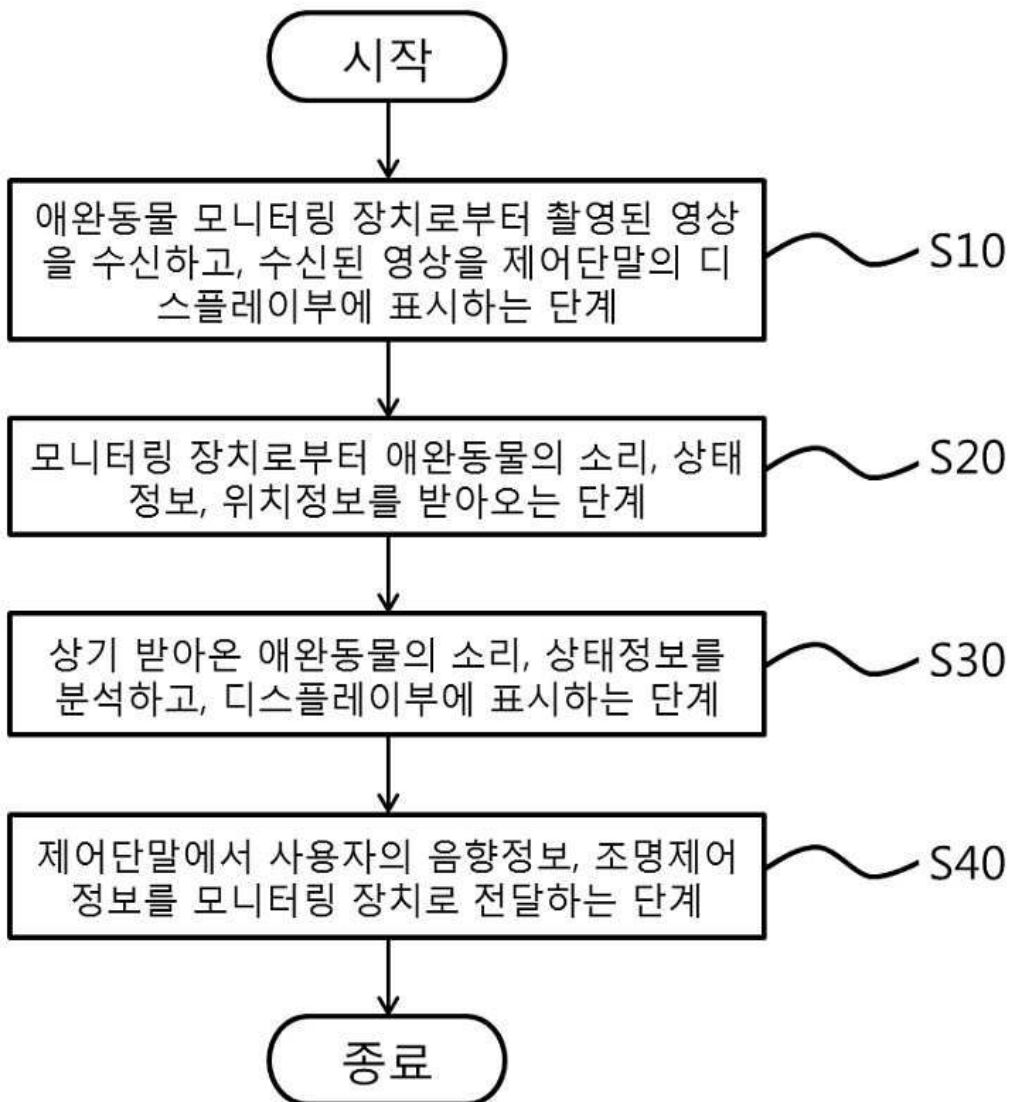 시작
애완동물 모니터링 장치로부터 촬영된 영상
을 수신하고, 수신된 영상을 제어단말의 디
스플레이부에 표시하는 단계
S10
모니터링 장치로부터 애완동물의 소리, 상태
정보, 위치정보를 받아오는 단계
S20
상기 받아온 애완동물의 소리, 상태정보를
분석하고, 디스플레이부에 표시하는 단계
S30
제어단말에서 사용자의 음향정보, 조명제어
정보를 모니터링 장치로 전달하는 단계
S40
종료